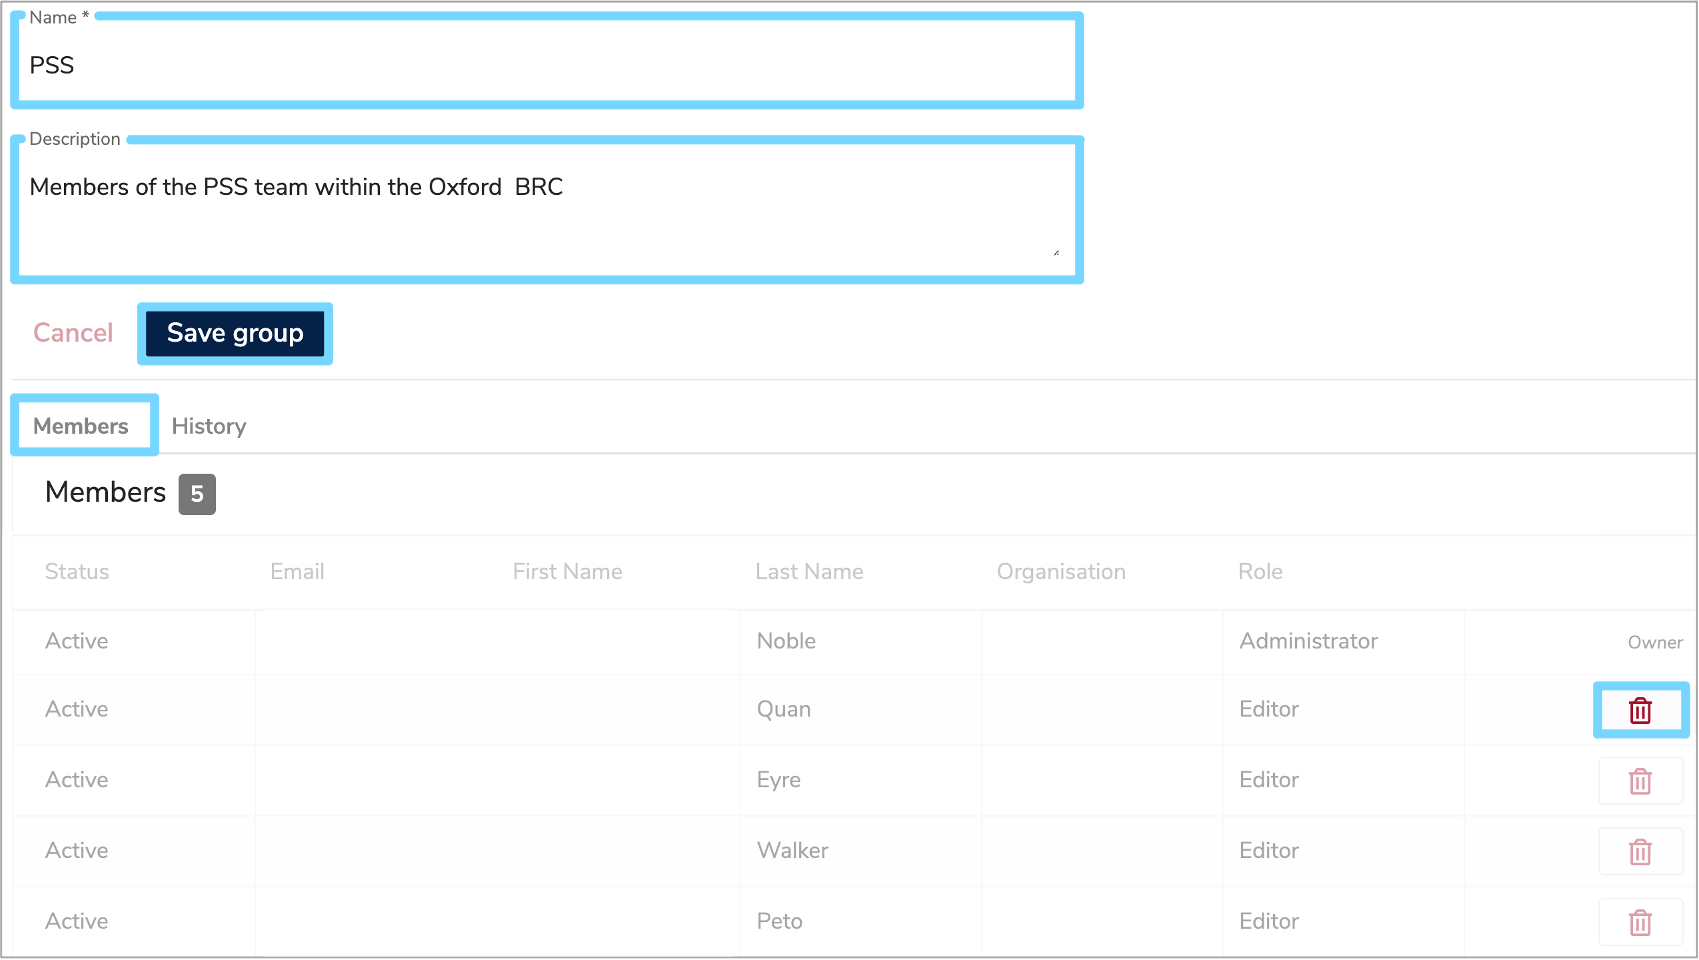 Name *
PSS
Description
Members of the PSS team within the Oxford  BRC
Cancel Save group
Members History
Members 5
Status Email First Name Last Name Organisation Role
Active Noble Administrator Owner
Active Quan Editor
Active Eyre Editor
Active Walker Editor
Active Peto Editor